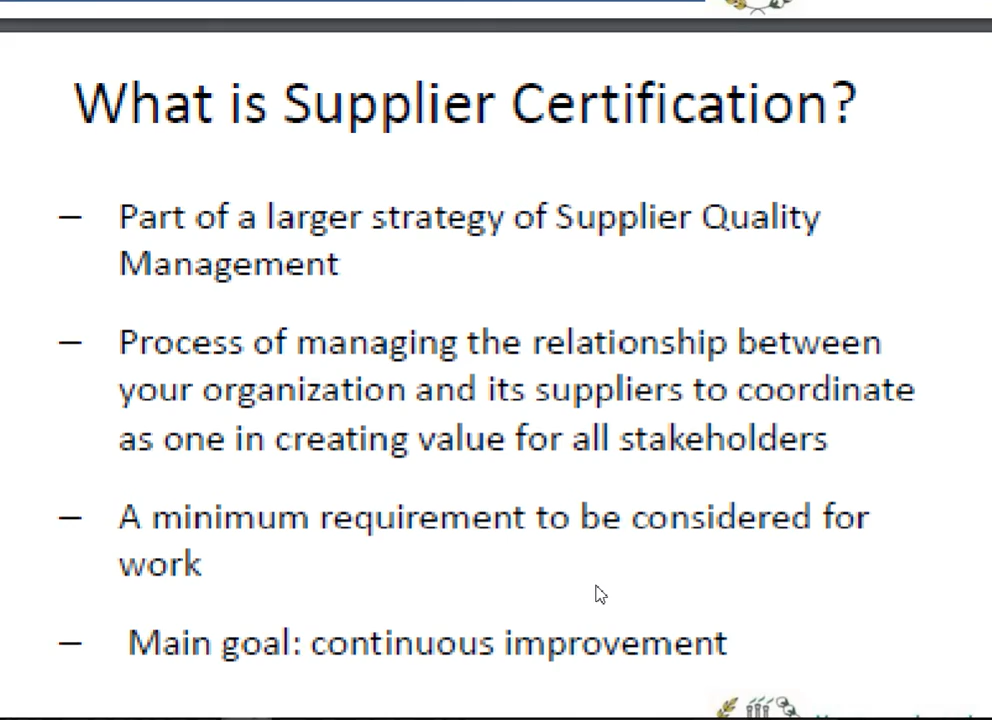 What is Supplier Certification?
– Part of a larger strategy of Supplier Quality
Management
– Process of managing the relationship between
your organization and its suppliers to coordinate
as one in creating value for all stakeholders
– A minimum requirement to be considered for
work
– Main goal: continuous improvement